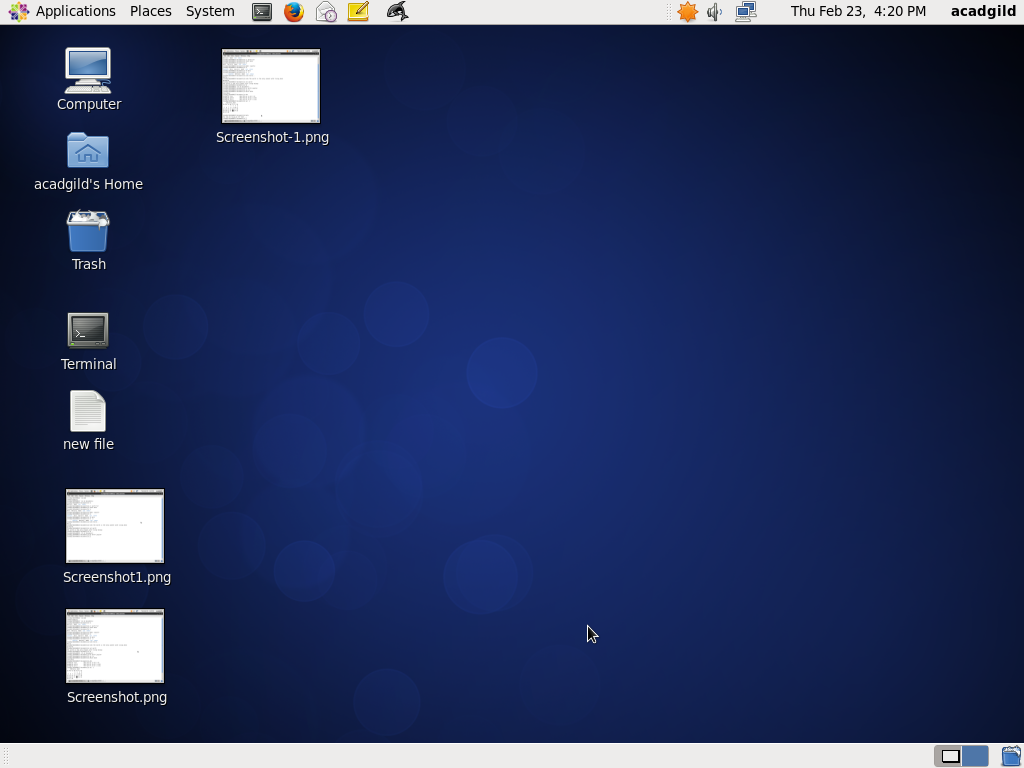 Applications Places System Thu Feb 23, 4:20 PM acadgild
Computer
Screenshot-1.png
acadgild's Home
Trash
Terminal
new file
Screenshot1.png
Screenshot.png